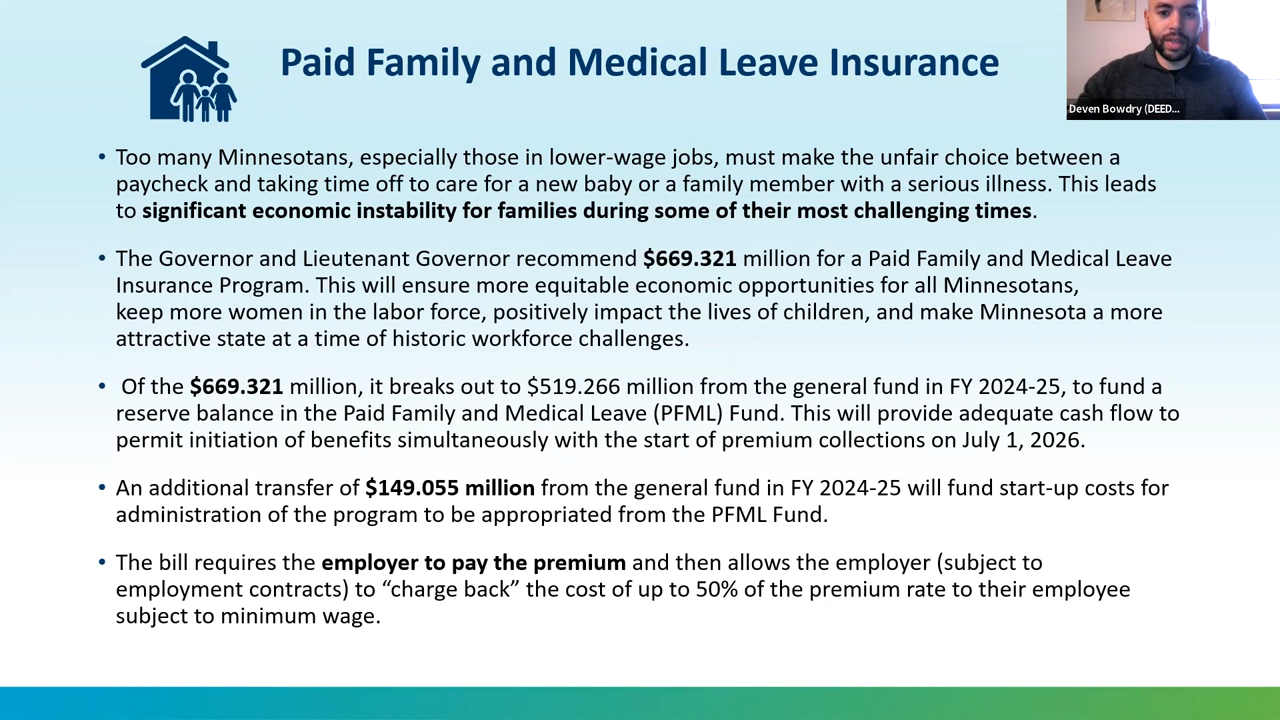 Paid Family and Medical Leave Insurance
Deven Bowdry (DEED...
• Too many Minnesotans, especially those in lower-wage jobs, must make the unfair choice between a
paycheck and taking time off to care for a new baby or a family member with a serious illness. This leads
to significant economic instability for families during some of their most challenging times.
• The Governor and Lieutenant Governor recommend $669.321 million for a Paid Family and Medical Leave
Insurance Program. This will ensure more equitable economic opportunities for all Minnesotans,
keep more women in the labor force, positively impact the lives of children, and make Minnesota a more
attractive state at a time of historic workforce challenges.
• Of the $669.321 million, it breaks out to $519.266 million from the general fund in FY 2024-25, to fund a
reserve balance in the Paid Family and Medical Leave (PFML) Fund. This will provide adequate cash flow to
permit initiation of benefits simultaneously with the start of premium collections on July 1, 2026.
• An additional transfer of $149.055 million from the general fund in FY 2024-25 will fund start-up costs for
administration of the program to be appropriated from the PFML Fund.
• The bill requires the employer to pay the premium and then allows the employer (subject to
employment contracts) to “charge back” the cost of up to 50% of the premium rate to their employee
subject to minimum wage.